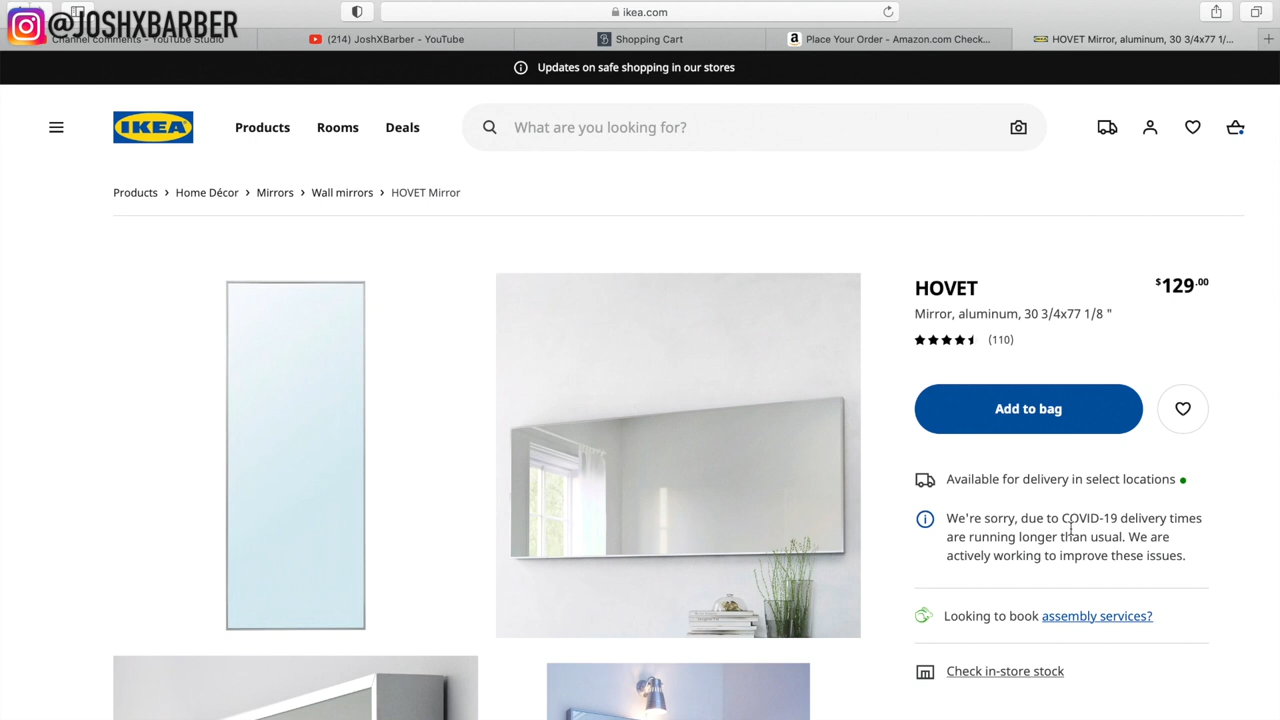 @JOSHXBARBER
ikea.com
Channel comments - YouTube Studio
(214) JoshXBarber - YouTube
Shopping Cart
Place Your Order - Amazon.com Check...
HOVET Mirror, aluminum, 30 3/4x77 1/...
Updates on safe shopping in our stores
IKEA
Products
Rooms
Deals
What are you looking for?
Products > Home Décor > Mirrors > Wall mirrors > HOVET Mirror
HOVET
$129.00
Mirror, aluminum, 30 3/4x77 1/8 "
(110)
Add to bag
Available for delivery in select locations
We're sorry, due to COVID-19 delivery times
are running longer than usual. We are
actively working to improve these issues.
Looking to book assembly services?
Check in-store stock